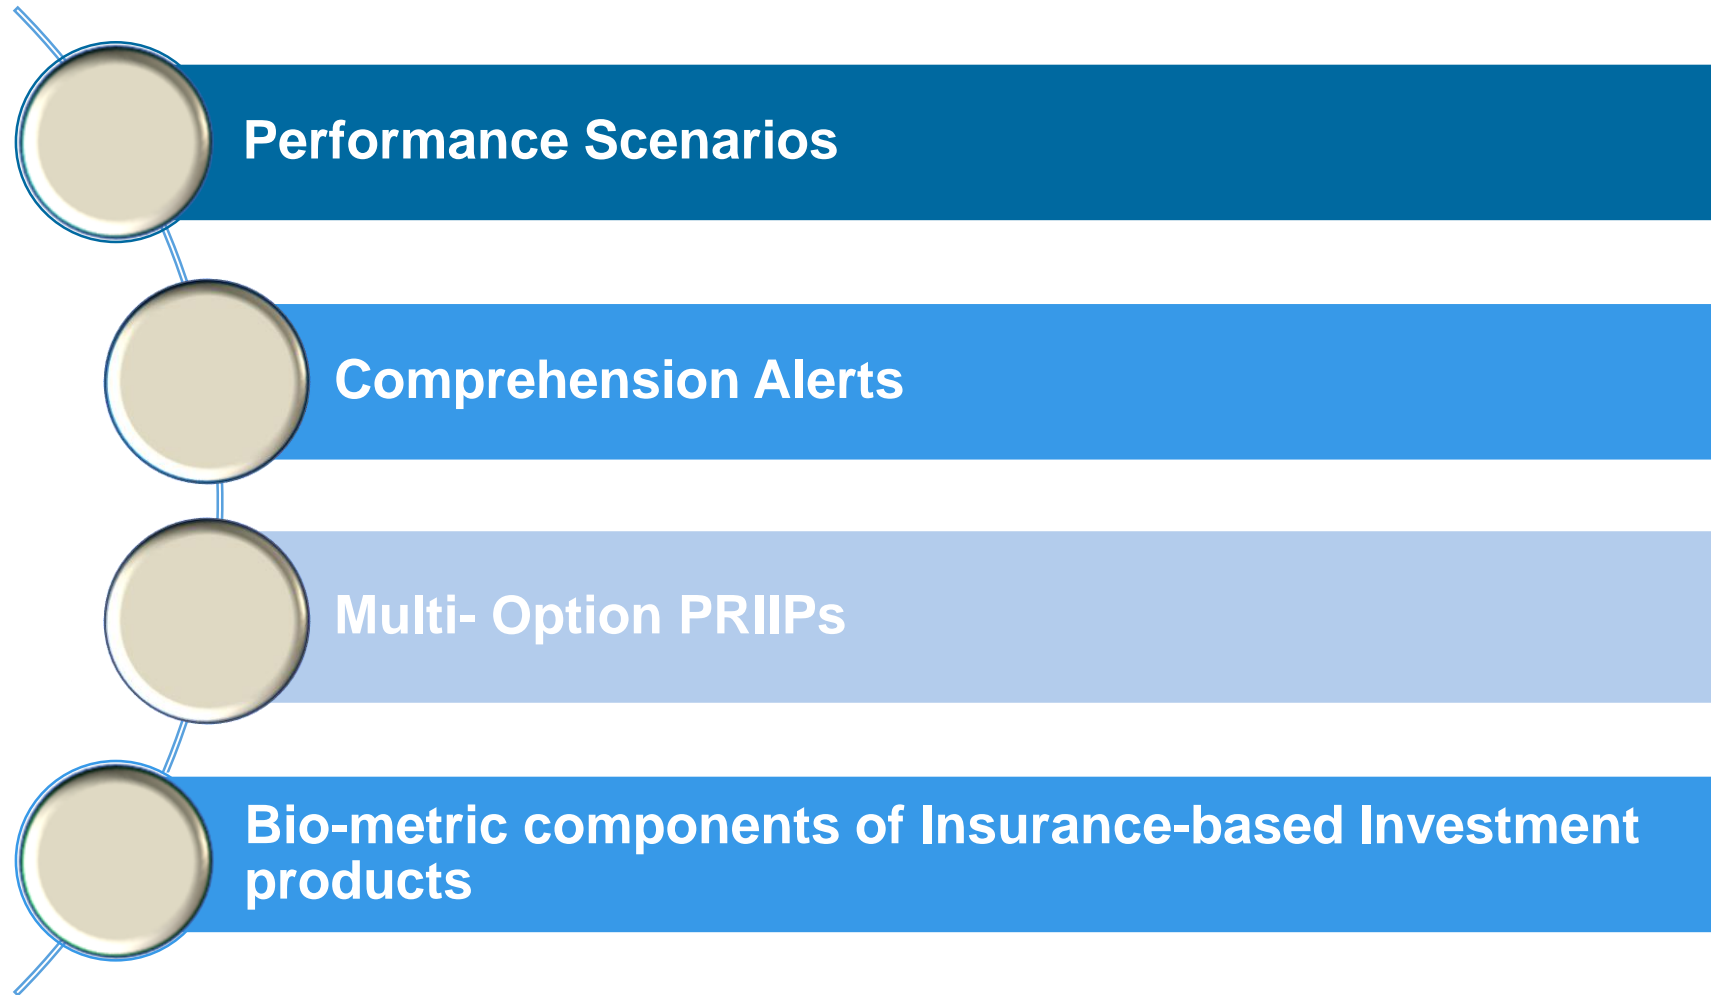 Performance Scenarios
Comprehension Alerts
Multi- Option PRIIPs
Bio-metric components of Insurance-based Investment
products